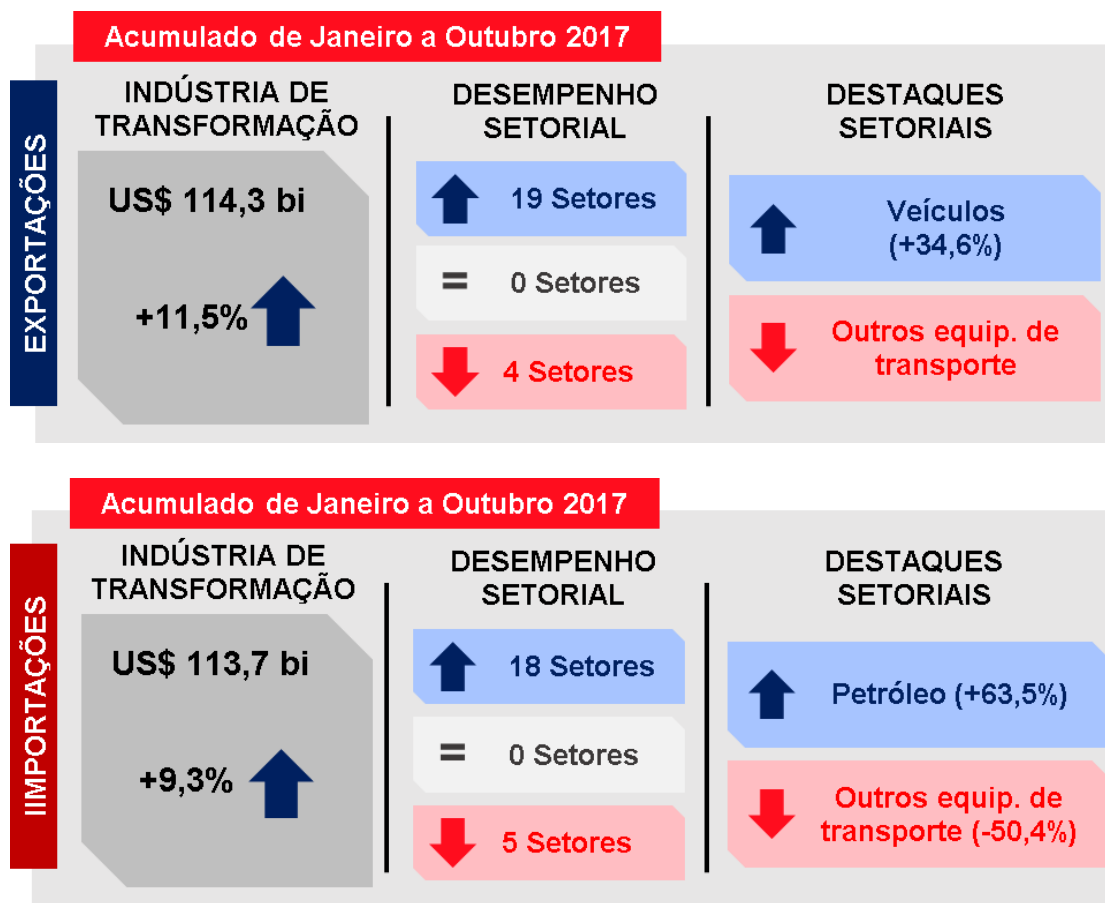 Acumulado de Janeiro a Outubro 2017
EXPORTAÇÕES
INDÚSTRIA DE
TRANSFORMAÇÃO
US$ 114,3 bi
+11,5%
DESEMPENHO
SETORIAL
19 Setores
= 0 Setores
4 Setores
DESTAQUES
SETORIAIS
Veículos
(+34,6%)
Outros equip. de
transporte
Acumulado de Janeiro a Outubro 2017
IIMPORTAÇÕES
INDÚSTRIA DE
TRANSFORMAÇÃO
US$ 113,7 bi
+9,3%
DESEMPENHO
SETORIAL
18 Setores
= 0 Setores
5 Setores
DESTAQUES
SETORIAIS
Petróleo (+63,5%)
Outros equip. de
transporte (-50,4%)